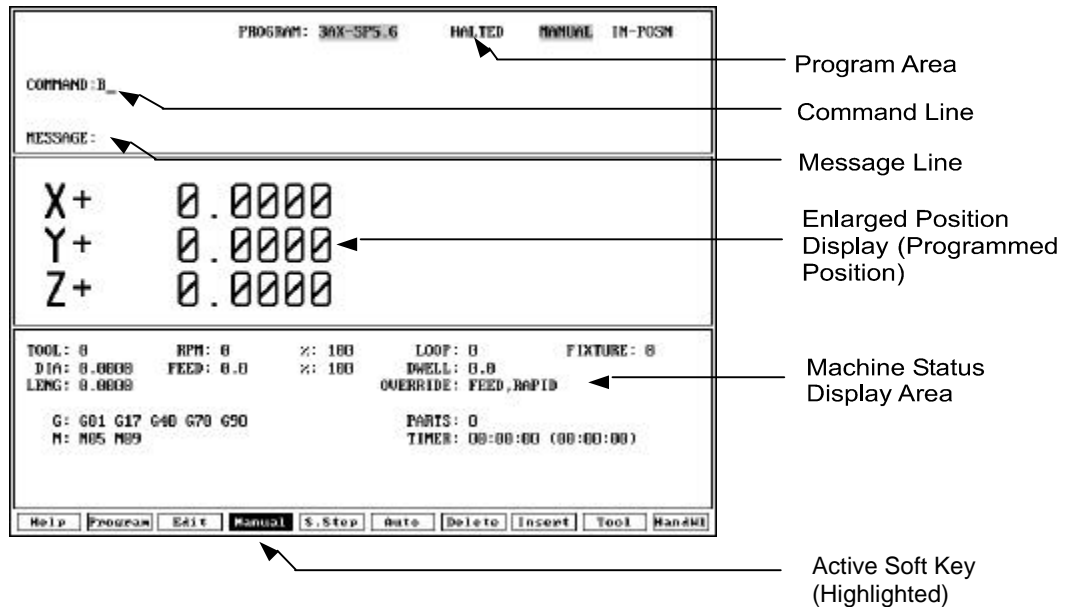 PROGRAM: 3AX-SP5.6 HALTED MANUAL IN-POSN
Program Area
COMMAND:B_
Command Line
MESSAGE:
Message Line
X+ 0.0000
Y+ 0.0000
Z+ 0.0000
Enlarged Position
Display (Programmed
Position)
TOOL: 0 RPM: 0 %: 100 LOOP: 0 FIXTURE: 0
DIA: 0.0000 FEED: 0.0 %: 100 DWELL: 0.0
LENG: 0.0000 OVERRIDE: FEED,RAPID
Machine Status
Display Area
G: G01 G17 G40 G70 G90 PARTS: 0
M: M05 M09 TIMER: 00:00:00 (00:00:00)
Help Program Edit Manual S.Step Auto Delete Insert Tool HandWl
Active Soft Key
(Highlighted)